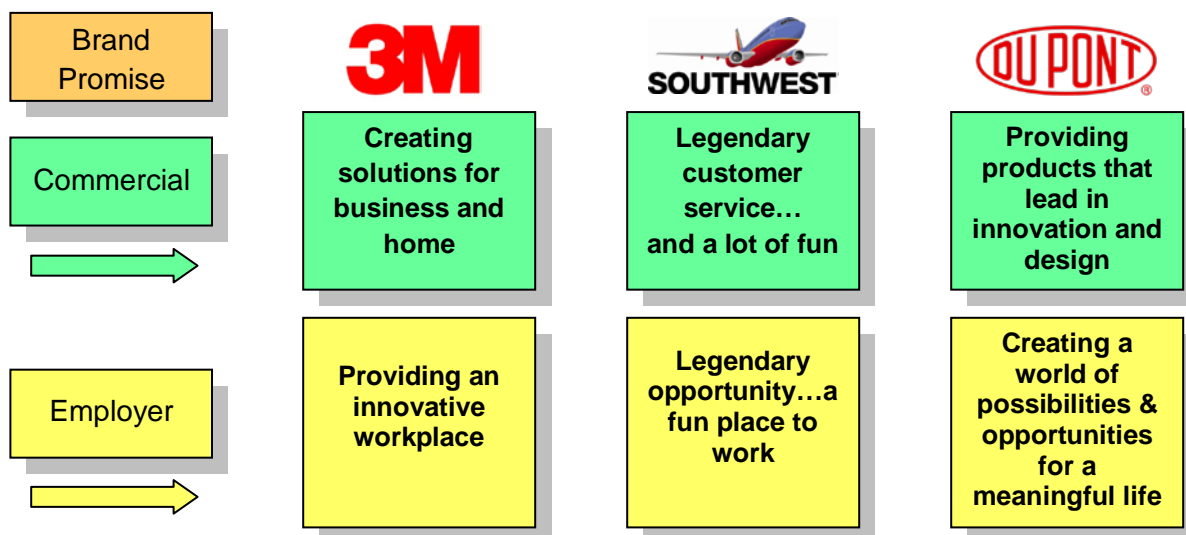 Brand
Promise
3M
SOUTHWEST
DU PONT
®
Commercial
Creating
solutions for
business and
home
Legendary
customer
service…
and a lot of fun
Providing
products that
lead in
innovation and
design
Employer
Providing an
innovative
workplace
Legendary
opportunity…a
fun place to
work
Creating a
world of
possibilities &
opportunities
for a
meaningful life